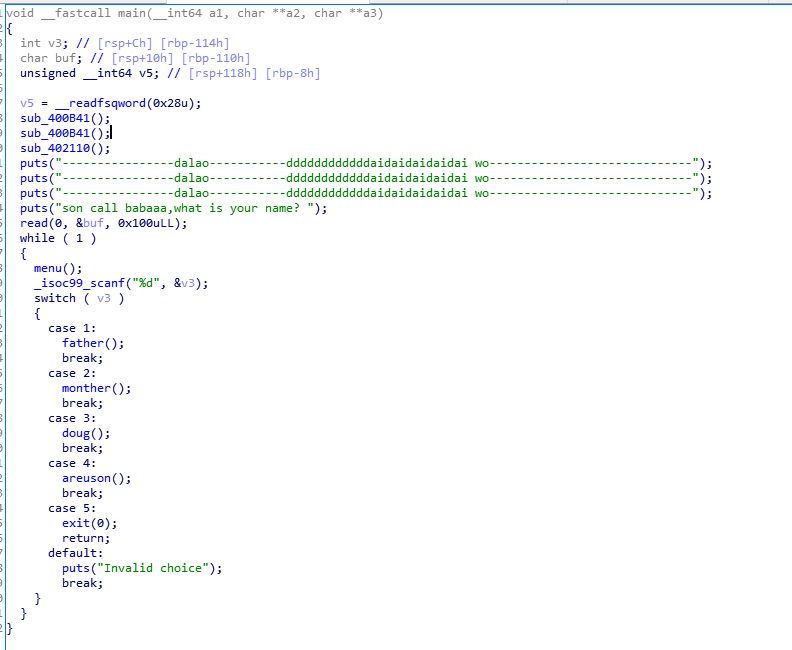 void __fastcall main(__int64 a1, char **a2, char **a3)
{
  int v3; // [rsp+Ch] [rbp-114h]
  char buf; // [rsp+10h] [rbp-110h]
  unsigned __int64 v5; // [rsp+118h] [rbp-8h]

  v5 = __readfsqword(0x28u);
  sub_400B41();
  sub_400B41();
  sub_402110();
  puts("----------------dalao-----------ddddddddddddaidaidaidaidai wo-----------------------------");
  puts("----------------dalao-----------ddddddddddddaidaidaidaidai wo-----------------------------");
  puts("----------------dalao-----------ddddddddddddaidaidaidaidai wo-----------------------------");
  puts("son call babaaa,what is your name? ");
  read(0, &buf, 0x100uLL);
  while ( 1 )
  {
    menu();
    _isoc99_scanf("%d", &v3);
    switch ( v3 )
    {
      case 1:
        father();
        break;
      case 2:
        monther();
        break;
      case 3:
        doug();
        break;
      case 4:
        areuson();
        break;
      case 5:
        exit(0);
        return;
      default:
        puts("Invalid choice");
        break;
    }
  }
}